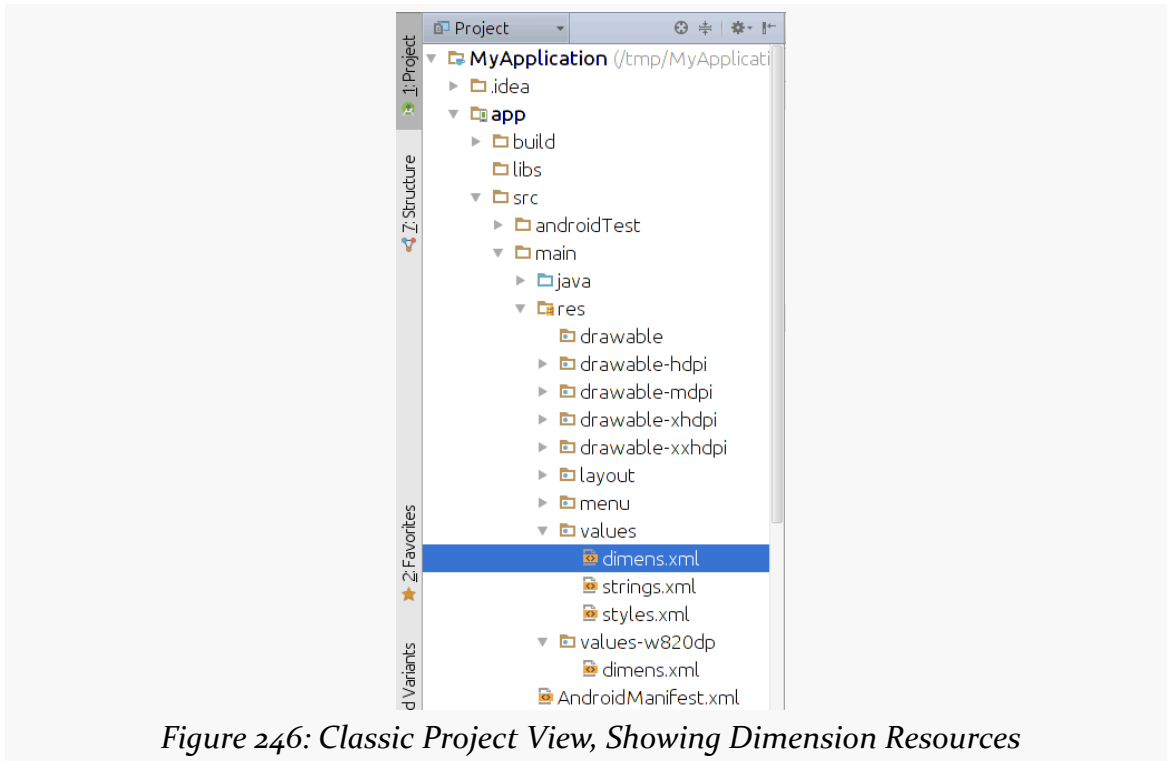 Project
1: Project
7: Structure
2: Favorites
d Variants
MyApplication (/tmp/MyApplicati
.idea
app
build
libs
src
androidTest
main
java
res
drawable
drawable-hdpi
drawable-mdpi
drawable-xhdpi
drawable-xxhdpi
layout
menu
values
dimens.xml
strings.xml
styles.xml
values-w820dp
dimens.xml
AndroidManifest.xml
Figure 246: Classic Project View, Showing Dimension Resources